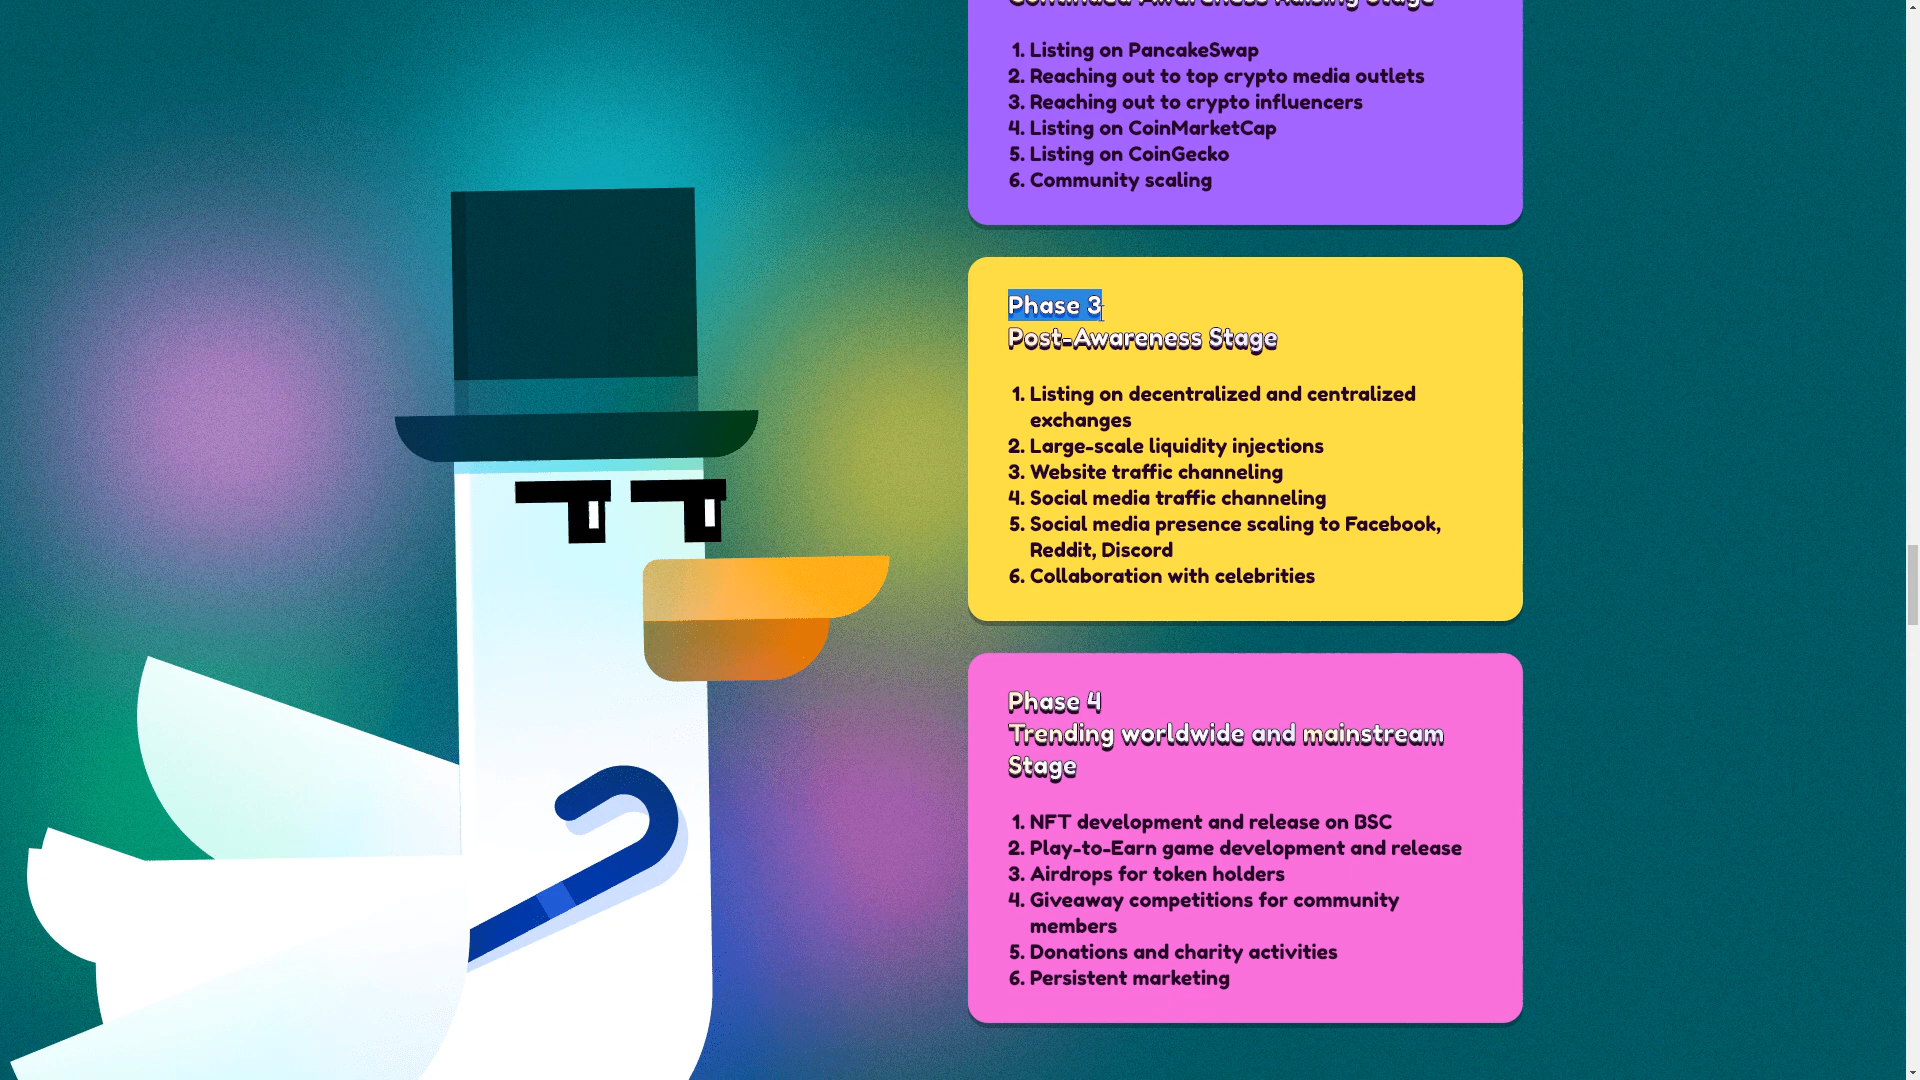 Continued Awareness Raising Stage
1. Listing on PancakeSwap
2. Reaching out to top crypto media outlets
3. Reaching out to crypto influencers
4. Listing on CoinMarketCap
5. Listing on CoinGecko
6. Community scaling
Phase 3
Post-Awareness Stage
1. Listing on decentralized and centralized
exchanges
2. Large-scale liquidity injections
3. Website traffic channeling
4. Social media traffic channeling
5. Social media presence scaling to Facebook,
Reddit, Discord
6. Collaboration with celebrities
Phase 4
Trending worldwide and mainstream
Stage
1. NFT development and release on BSC
2. Play-to-Earn game development and release
3. Airdrops for token holders
4. Giveaway competitions for community
members
5. Donations and charity activities
6. Persistent marketing